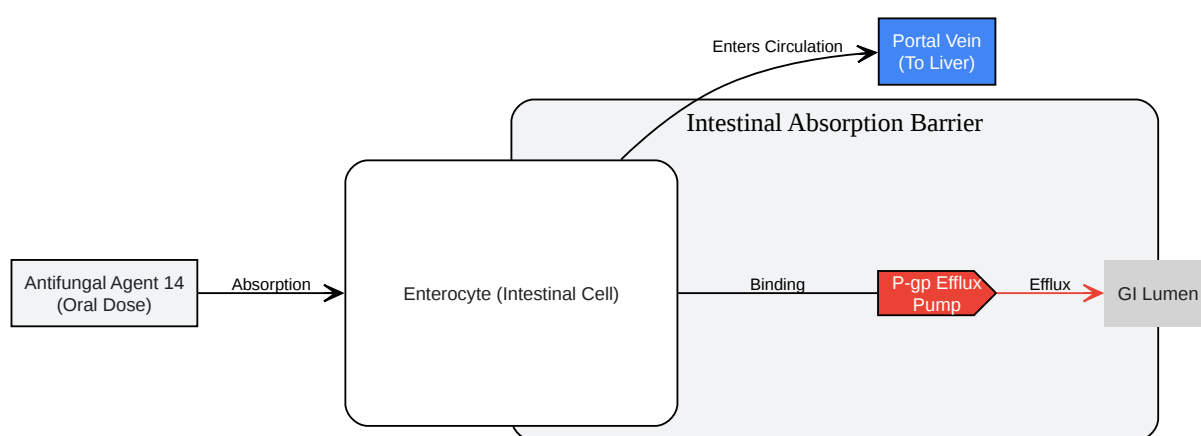 Enters Circulation
Portal Vein
(To Liver)
Intestinal Absorption Barrier
Antifungal Agent 14
(Oral Dose)
Absorption
Enterocyte (Intestinal Cell)
Binding
P-gp Efflux
Pump
Efflux
GI Lumen